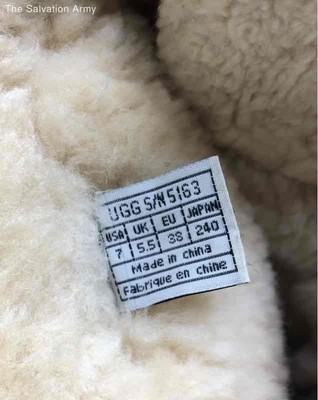 The Salvation Army
UGG S/N 5163
USA UK EU JAPAN
7 5.5 38 240
Made in china
Fabrique en chine